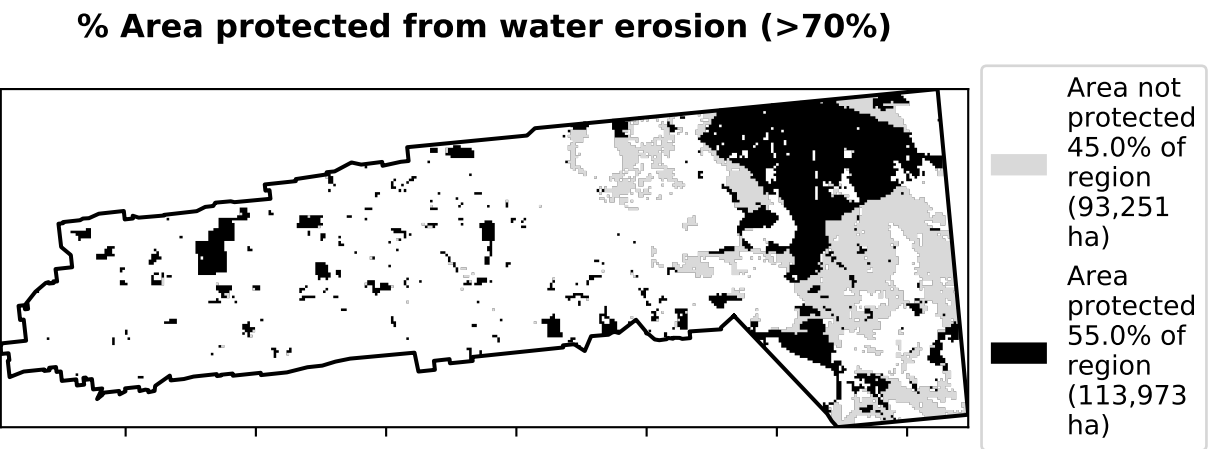 % Area protected from water erosion (>70%)
Area not
protected
45.0% of
region
(93,251
ha)
Area
protected
55.0% of
region
(113,973
ha)